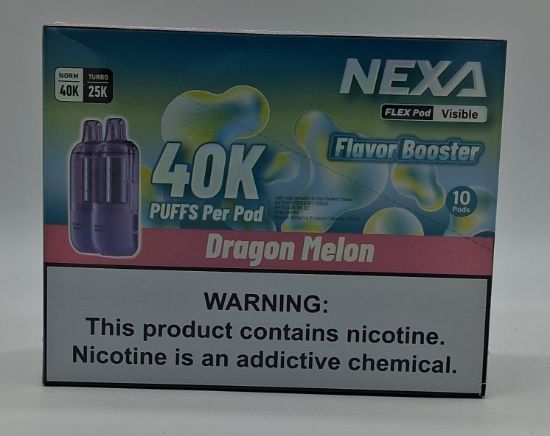 NORM TURBO
40K 25K
NEXA
FLEX Pod Visible
Flavor Booster
40K
PUFFS Per Pod
10
Pods
Dragon Melon
WARNING:
This product contains nicotine.
Nicotine is an addictive chemical.